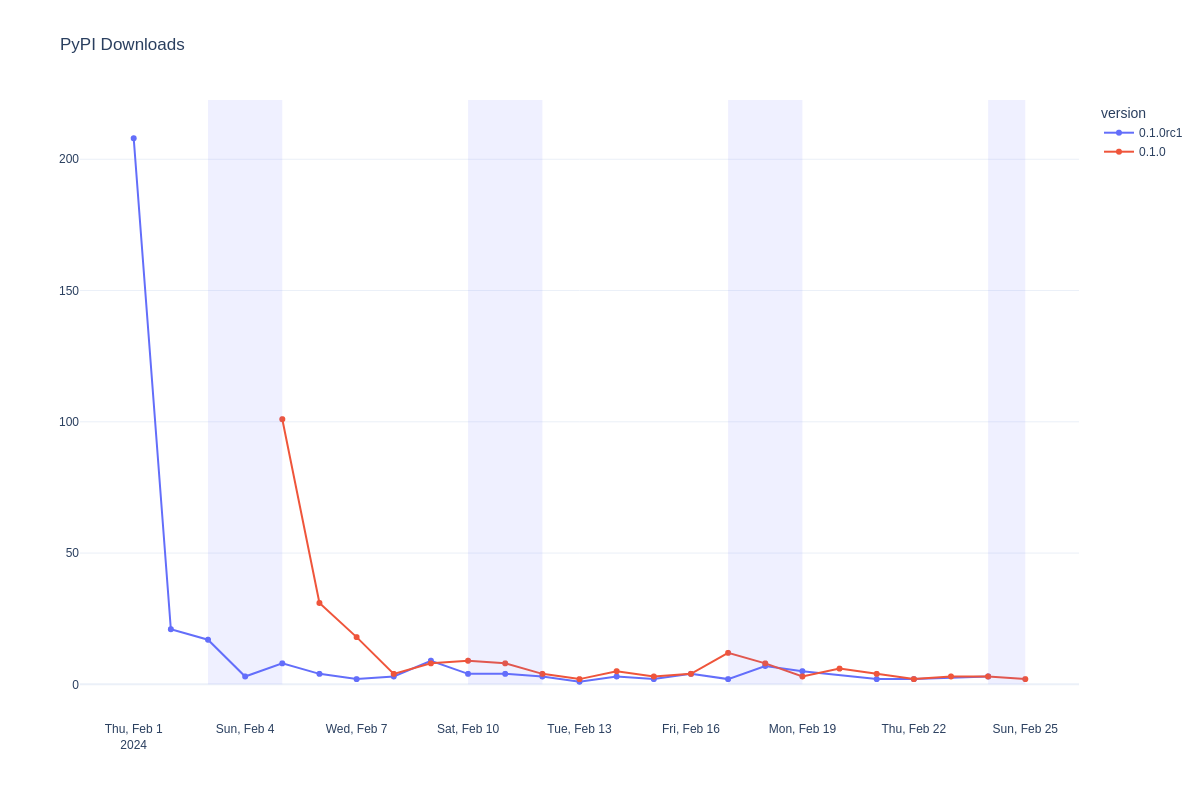 PyPI Downloads
version
0.1.0rc1
0.1.0
200
150
100
50
0
Thu, Feb 1
2024
Sun, Feb 4
Wed, Feb 7
Sat, Feb 10
Tue, Feb 13
Fri, Feb 16
Mon, Feb 19
Thu, Feb 22
Sun, Feb 25